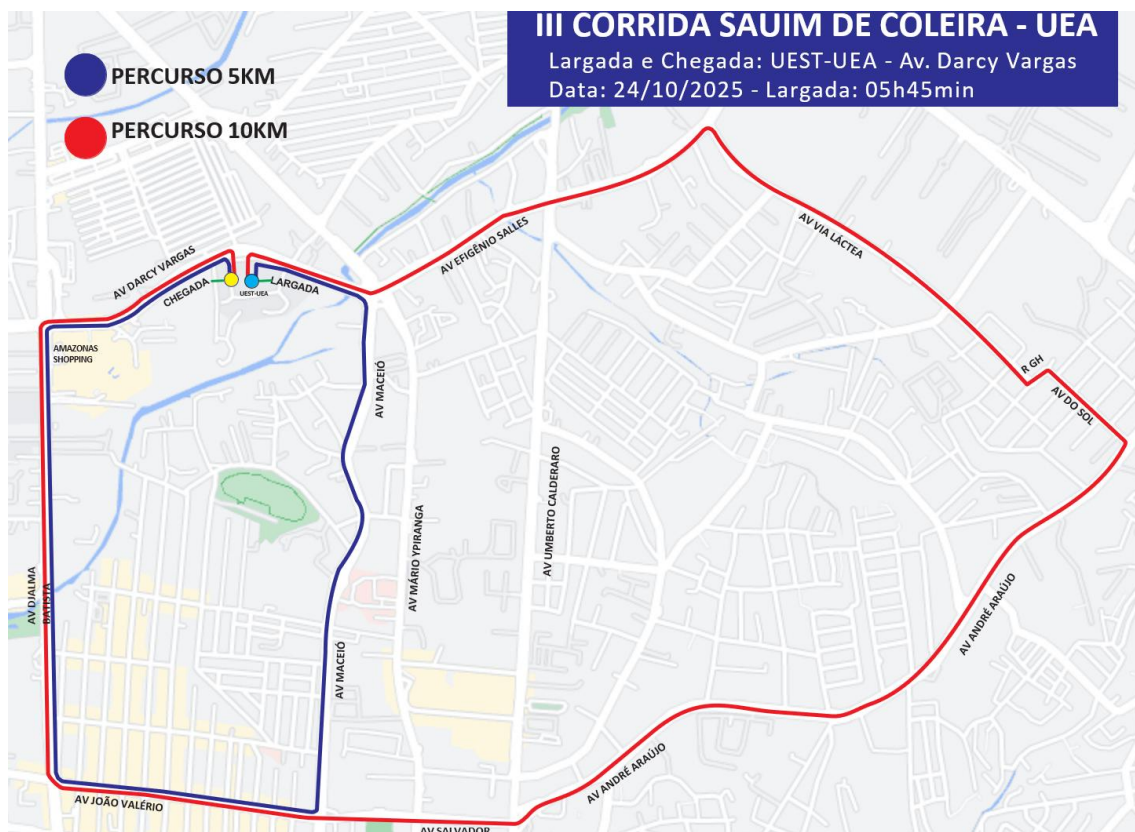 III CORRIDA SAUIM DE COLEIRA - UEA
Largada e Chegada: UEST-UEA - Av. Darcy Vargas
Data: 24/10/2025 - Largada: 05h45min
PERCURSO 5KM
PERCURSO 10KM
AV DARCY VARGAS
CHEGADA
UEST-UEA
LARGADA
AV EFIGÊNIO SALLES
AV VIA LÁCTEA
R GH
AV DO SOL
AMAZONAS
SHOPPING
AV MACEIÓ
AV MÁRIO YPIRANGA
AV UMBERTO CALDERARO
AV DJALMA
BATISTA
AV MACEIÓ
AV ANDRÉ ARAÚJO
AV ANDRÉ ARAÚJO
AV JOÃO VALÉRIO
AV SALVADOR